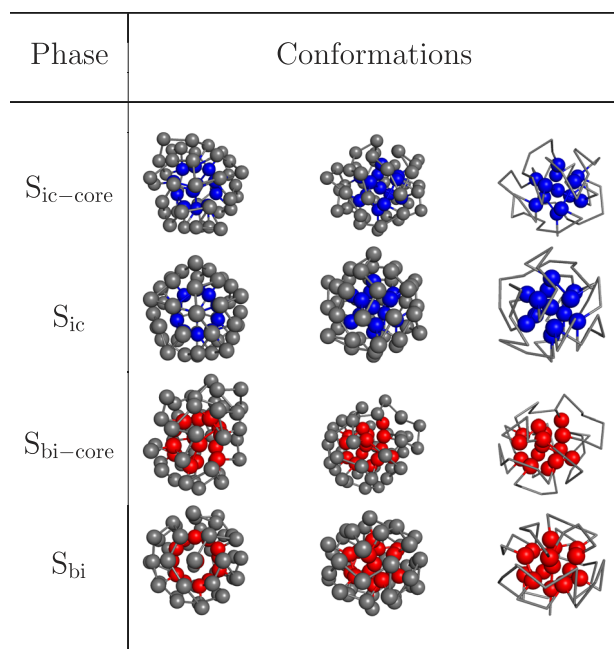 Phase Conformations
S_ic−core
S_ic
S_bi−core
S_bi